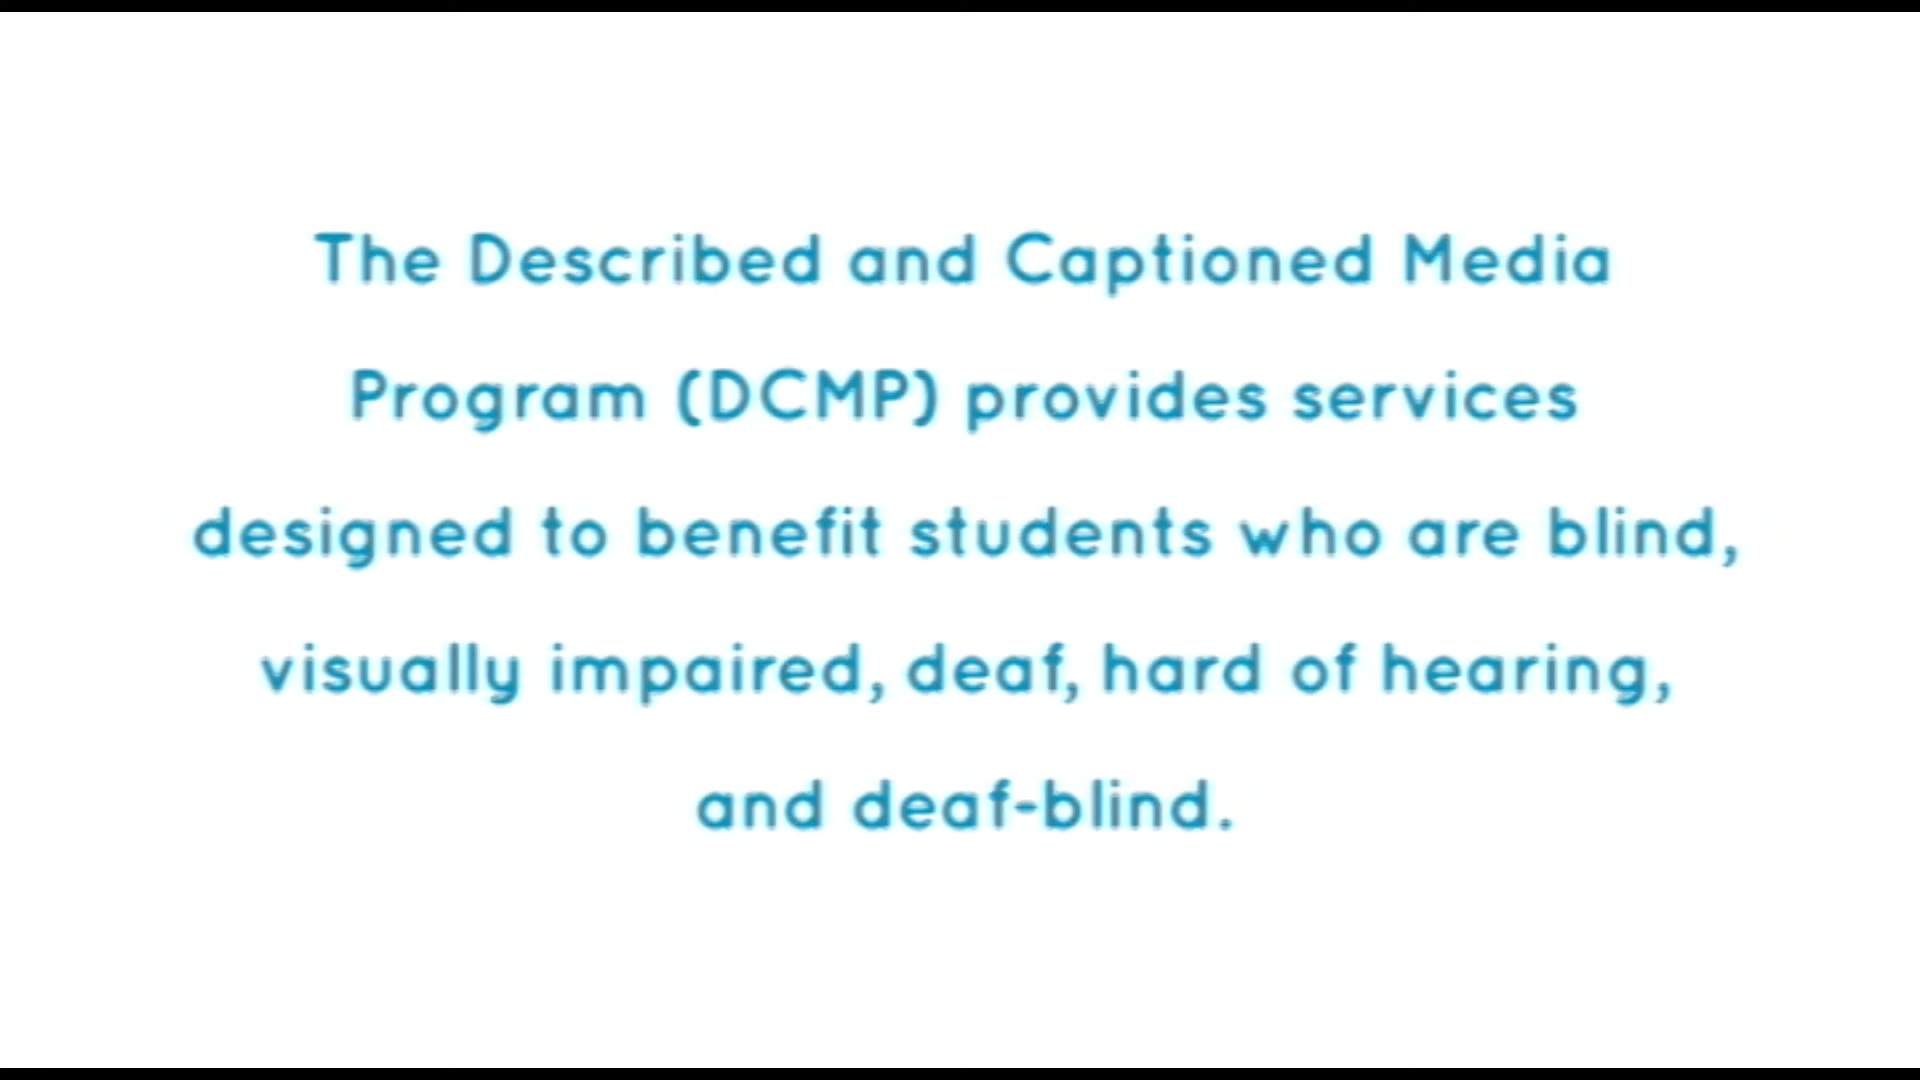 The Described and Captioned Media
Program (DCMP) provides services
designed to benefit students who are blind,
visually impaired, deaf, hard of hearing,
and deaf-blind.